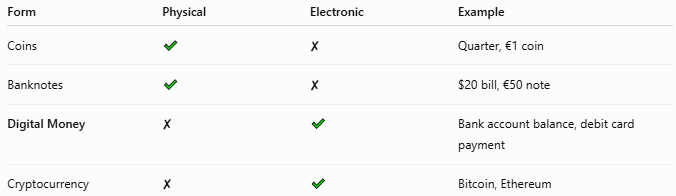 Form Physical Electronic Example
Coins ✔ ✗ Quarter, €1 coin
Banknotes ✔ ✗ $20 bill, €50 note
Digital Money ✗ ✔ Bank account balance, debit card
payment
Cryptocurrency ✗ ✔ Bitcoin, Ethereum